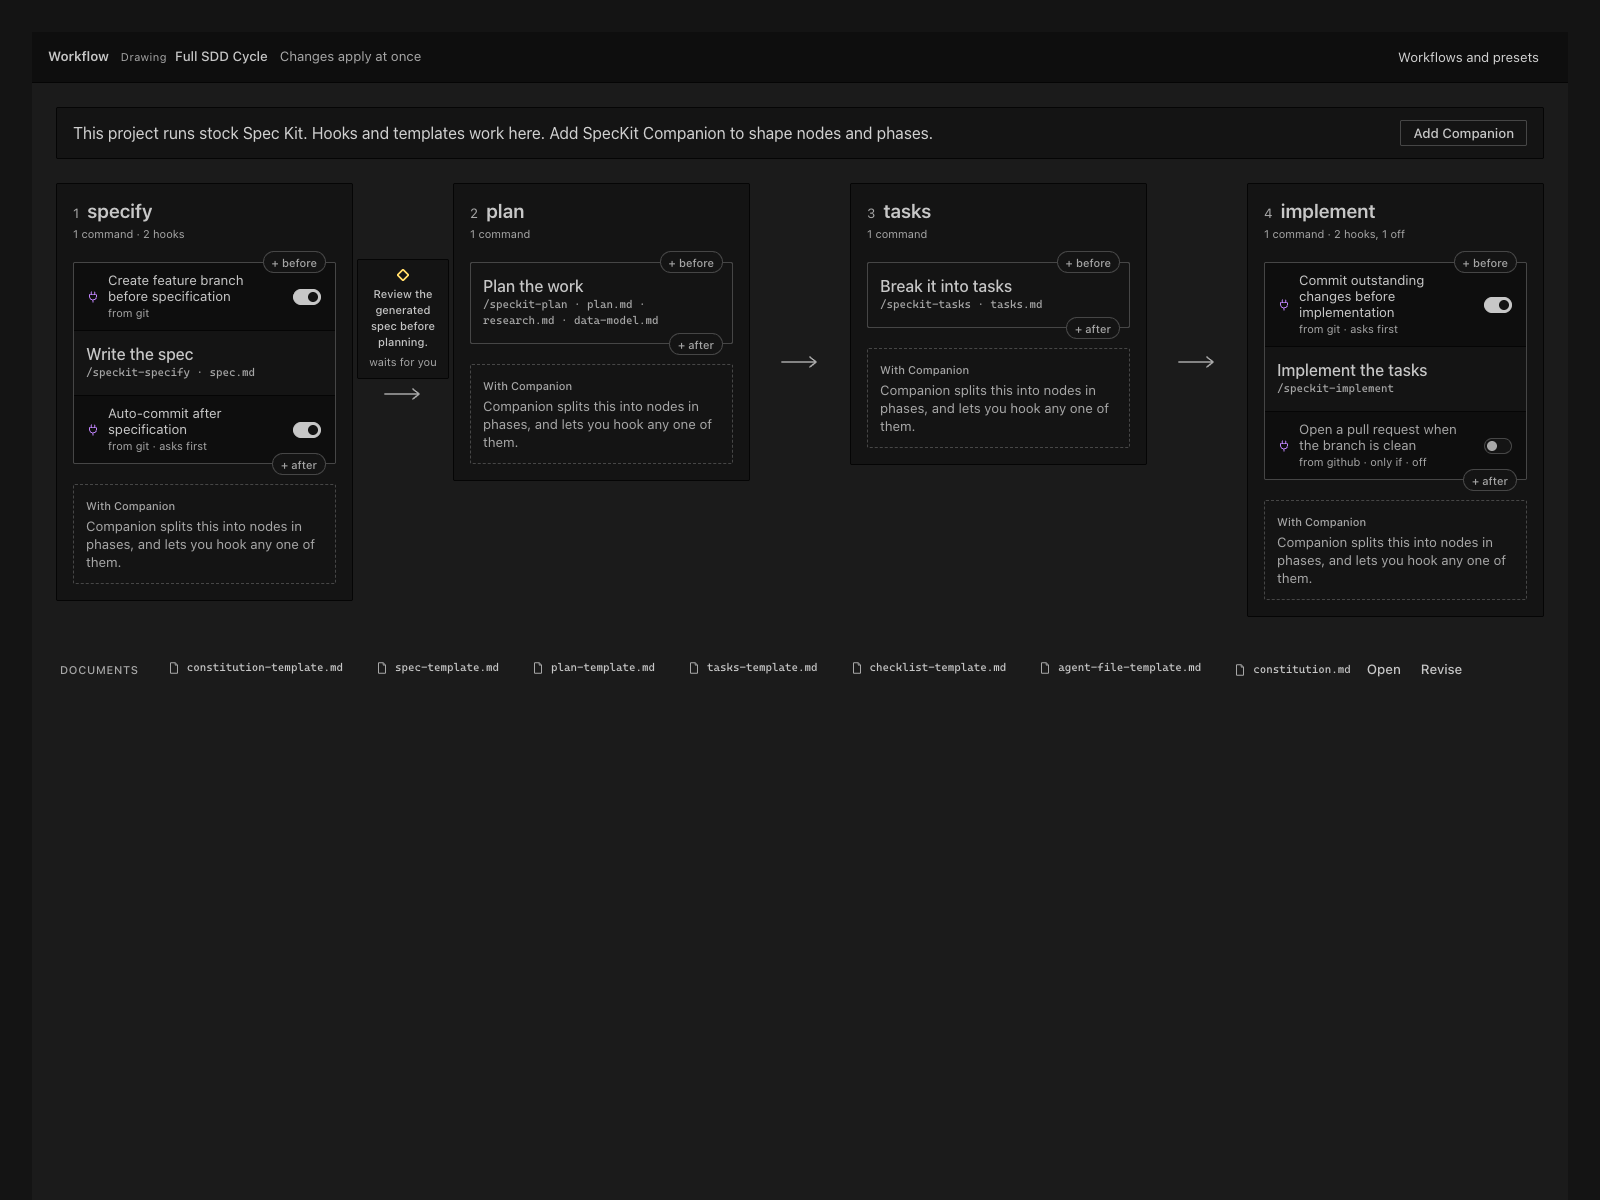 Workflow Drawing Full SDD Cycle Changes apply at once
Workflows and presets
This project runs stock Spec Kit. Hooks and templates work here. Add SpecKit Companion to shape nodes and phases.
Add Companion
1 specify
1 command · 2 hooks
+ before
Create feature branch
before specification
from git
Write the spec
/speckit-specify · spec.md
Auto-commit after
specification
from git · asks first
+ after
With Companion
Companion splits this into nodes in
phases, and lets you hook any one of
them.
Review the
generated
spec before
planning.
waits for you
2 plan
1 command
+ before
Plan the work
/speckit-plan · plan.md ·
research.md · data-model.md
+ after
With Companion
Companion splits this into nodes in
phases, and lets you hook any one of
them.
3 tasks
1 command
+ before
Break it into tasks
/speckit-tasks · tasks.md
+ after
With Companion
Companion splits this into nodes in
phases, and lets you hook any one of
them.
4 implement
1 command · 2 hooks, 1 off
+ before
Commit outstanding
changes before
implementation
from git · asks first
Implement the tasks
/speckit-implement
Open a pull request when
the branch is clean
from github · only if · off
+ after
With Companion
Companion splits this into nodes in
phases, and lets you hook any one of
them.
DOCUMENTS constitution-template.md spec-template.md plan-template.md tasks-template.md checklist-template.md agent-file-template.md constitution.md Open Revise